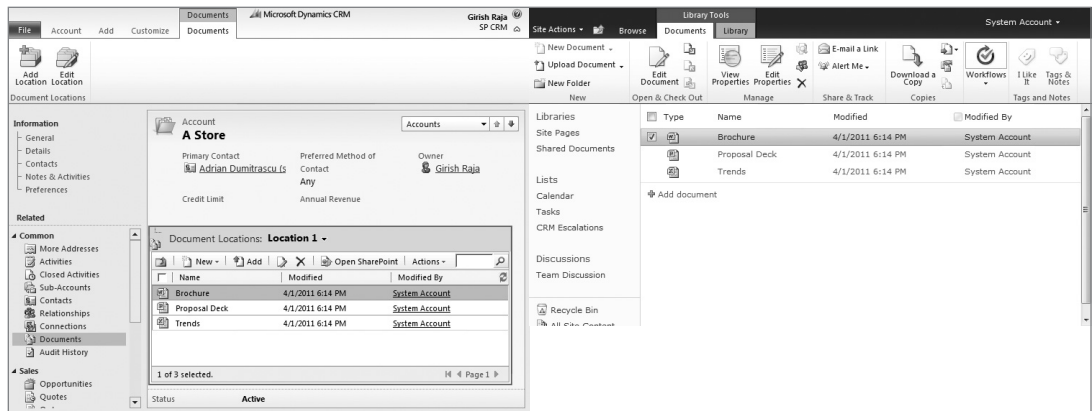 Documents
Microsoft Dynamics CRM
Girish Raja
SP CRM
File Account Add Customize Documents
Add Location
Edit Location
Document Locations
Information
General
Details
Contacts
Notes & Activities
Preferences
Related
Common
More Addresses
Activities
Closed Activities
Sub-Accounts
Contacts
Relationships
Connections
Documents
Audit History
Sales
Opportunities
Quotes
Account
A Store
Accounts
Primary Contact
Adrian Dumitrascu (s
Preferred Method of Contact
Any
Owner
Girish Raja
Credit Limit
Annual Revenue
Document Locations: Location 1
New Add Open SharePoint Actions
Name Modified Modified By
Brochure 4/1/2011 6:14 PM System Account
Proposal Deck 4/1/2011 6:14 PM System Account
Trends 4/1/2011 6:14 PM System Account
1 of 3 selected.
Page 1
Status Active
Library Tools
System Account
Site Actions Browse Documents Library
New Document
Upload Document
New Folder
New
Edit Document
Open & Check Out
View Properties
Edit Properties
Manage
E-mail a Link
Alert Me
Share & Track
Download a Copy
Copies
Workflows
I Like It
Tags & Notes
Tags and Notes
Libraries
Site Pages
Shared Documents
Lists
Calendar
Tasks
CRM Escalations
Discussions
Team Discussion
Recycle Bin
All Site Content
Type Name Modified Modified By
Brochure 4/1/2011 6:14 PM System Account
Proposal Deck 4/1/2011 6:14 PM System Account
Trends 4/1/2011 6:14 PM System Account
Add document